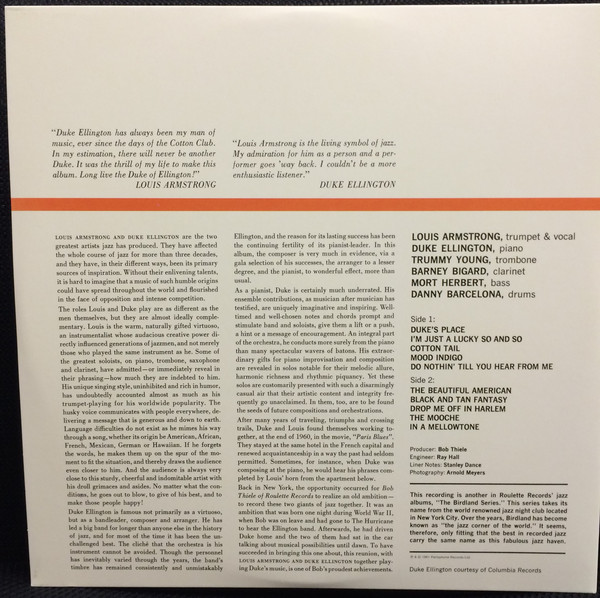 "Duke Ellington has always been my man of
music, ever since the days of the Cotton Club.
In my estimation, there will never be another
Duke. It was the thrill of my life to make this
album. Long live the Duke of Ellington!"
LOUIS ARMSTRONG
"Louis Armstrong is the living symbol of jazz.
My admiration for him as a person and a per-
former goes 'way back. I couldn't be a more
enthusiastic listener."
DUKE ELLINGTON
LOUIS ARMSTRONG AND DUKE ELLINGTON are the two
greatest artists jazz has produced. They have affected
the whole course of jazz for more than three decades,
and they have, in their different ways, been its primary
sources of inspiration. Without their enlivening talents,
it is hard to imagine that a music of such humble origins
could have spread throughout the world and flourished
in the face of opposition and intense competition.
The roles Louis and Duke play are as different as the
men themselves, but they are almost ideally comple-
mentary. Louis is the warm, naturally gifted virtuoso,
an instrumentalist whose audacious creative power di-
rectly influenced generations of jazzmen, and not merely
those who played the same instrument as he. Some of
the greatest soloists, on piano, trombone, saxophone
and clarinet, have admitted—or immediately reveal in
their phrasing—how much they are indebted to him.
His unique singing style, uninhibited and rich in humor,
has undoubtedly accounted almost as much as his
trumpet-playing for his worldwide popularity. The
husky voice communicates with people everywhere, de-
livering a message that is generous and down to earth.
Language difficulties do not exist as he minces his way
through a song, whether its origin be American, African,
French, Mexican, German or Hawaiian. If he forgets
the words, he makes them up on the spur of the mo-
ment to fit the situation, and thereby draws the audience
even closer to him. And the audience is always very
close to this sturdy, cheerful and indomitable artist with
his droll grimaces and asides. No matter what the con-
ditions, he goes out to blow, to give of his best, and to
make those people happy!
Duke Ellington is famous not primarily as a virtuoso,
but as a bandleader, composer and arranger. He has
led a big band for longer than anyone else in the history
of jazz, and for most of the time it has been the un-
challenged best. The cliché that the orchestra is his
instrument cannot be avoided. Though the personnel
has inevitably varied through the years, the band's
timbre has remained consistently and unmistakably
Ellington, and the reason for its lasting success has been
the continuing fertility of its pianist-leader. In this
album, the composer is very much in evidence, via a
gala selection of his successes, the arranger to a lesser
degree, and the pianist, to wonderful effect, more than
usual.
As a pianist, Duke is certainly much underrated. His
ensemble contributions, as musician after musician has
testified, are uniquely imaginative and inspiring. Well-
timed and well-chosen notes and chords prompt and
stimulate band and soloists, give them a lift or a push,
a hint or a message of encouragement. An integral part
of the orchestra, he conducts more surely from the piano
than many spectacular wavers of batons. His extraor-
dinary gifts for piano improvisation and composition
are revealed in solos notable for their melodic allure,
harmonic richness and rhythmic piquancy. Yet these
solos are customarily presented with such a disarmingly
casual air that their artistic content and integrity fre-
quently go unacclaimed. In them, too, are to be found
the seeds of future compositions and orchestrations.
After many years of traveling, triumphs and crossing
trails, Duke and Louis found themselves working to-
gether, at the end of 1960, in the movie, "Paris Blues".
They stayed at the same hotel in the French capital and
renewed acquaintanceship in a way the past had seldom
permitted. Sometimes, for instance, when Duke was
composing at the piano, he would hear his phrases com-
pleted by Louis' horn from the apartment below.
Back in New York, the opportunity occurred for Bob
Thiele of Roulette Records to realize an old ambition—
to record these two giants of jazz together. It was an
ambition that was born one night during World War II,
when Bob was on leave and had gone to The Hurricane
to hear the Ellington band. Afterwards, he had driven
Duke home and the two of them had sat in the car
talking about musical possibilities until dawn. To have
succeeded in bringing this one about, this reunion, with
LOUIS ARMSTRONG AND DUKE ELLINGTON together play-
ing Duke's music, is one of Bob's proudest achievements.
LOUIS ARMSTRONG, trumpet & vocal
DUKE ELLINGTON, piano
TRUMMY YOUNG, trombone
BARNEY BIGARD, clarinet
MORT HERBERT, bass
DANNY BARCELONA, drums
Side 1:
DUKE'S PLACE
I'M JUST A LUCKY SO AND SO
COTTON TAIL
MOOD INDIGO
DO NOTHIN' TILL YOU HEAR FROM ME
Side 2:
THE BEAUTIFUL AMERICAN
BLACK AND TAN FANTASY
DROP ME OFF IN HARLEM
THE MOOCHE
IN A MELLOWTONE
Producer: Bob Thiele
Engineer: Ray Hall
Liner Notes: Stanley Dance
Photography: Arnold Meyers
This recording is another in Roulette Records' jazz
albums, "The Birdland Series." This series takes its
name from the world renowned jazz night club located
in New York City. Over the years, Birdland has become
known as "the jazz corner of the world." It seems,
therefore, only fitting that the best in recorded jazz
carry the same name as this fabulous jazz haven.
Duke Ellington courtesy of Columbia Records